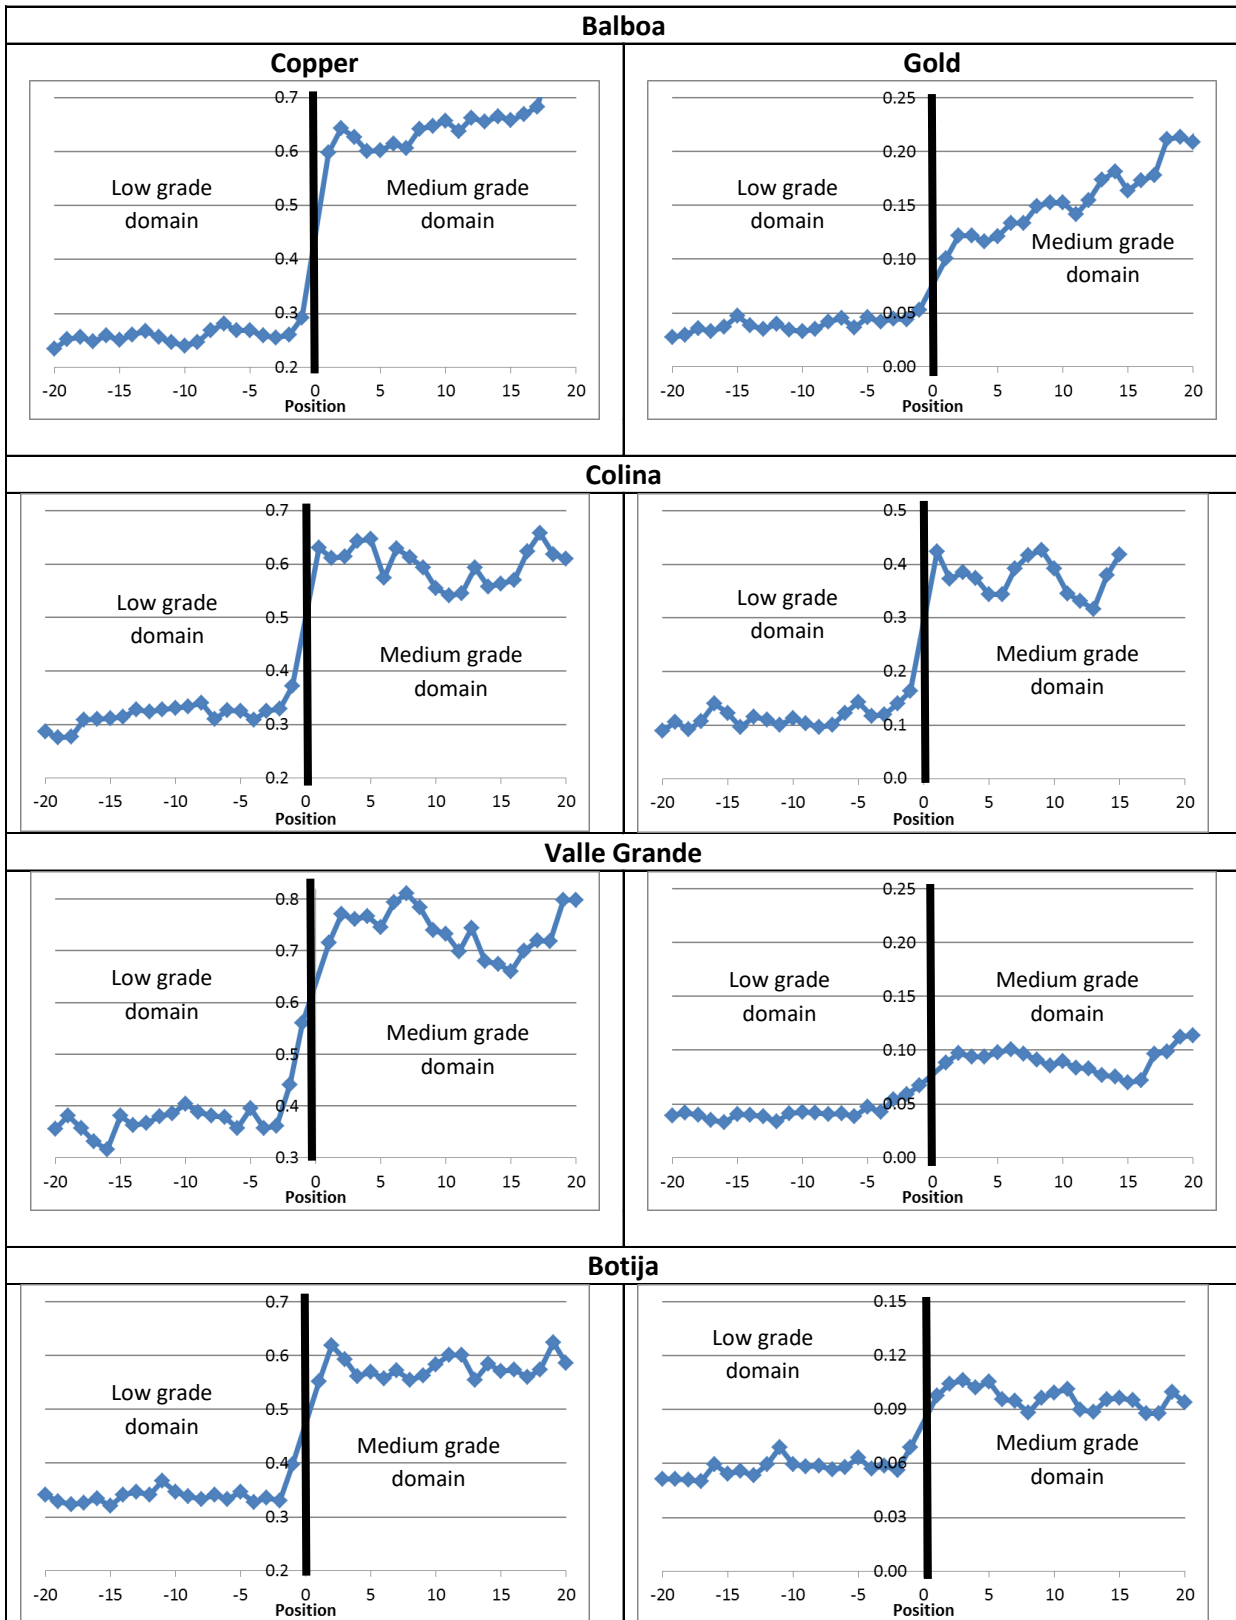 Balboa
Copper
Gold
0.7
0.6
0.5
0.4
0.3
0.2
Low grade
domain
Medium grade
domain
-20 -15 -10 -5 0 5 10 15 20
Position
0.25
0.20
0.15
0.10
0.05
0.00
Low grade
domain
Medium grade
domain
-20 -15 -10 -5 0 5 10 15 20
Position
Colina
0.7
0.6
0.5
0.4
0.3
0.2
Low grade
domain
Medium grade
domain
-20 -15 -10 -5 0 5 10 15 20
Position
0.5
0.4
0.3
0.2
0.1
0.0
Low grade
domain
Medium grade
domain
-20 -15 -10 -5 0 5 10 15 20
Position
Valle Grande
0.8
0.7
0.6
0.5
0.4
0.3
Low grade
domain
Medium grade
domain
-20 -15 -10 -5 0 5 10 15 20
Position
0.25
0.20
0.15
0.10
0.05
0.00
Low grade
domain
Medium grade
domain
-20 -15 -10 -5 0 5 10 15 20
Position
Botija
0.7
0.6
0.5
0.4
0.3
0.2
Low grade
domain
Medium grade
domain
-20 -15 -10 -5 0 5 10 15 20
Position
0.15
0.12
0.09
0.06
0.03
0.00
Low grade
domain
Medium grade
domain
-20 -15 -10 -5 0 5 10 15 20
Position